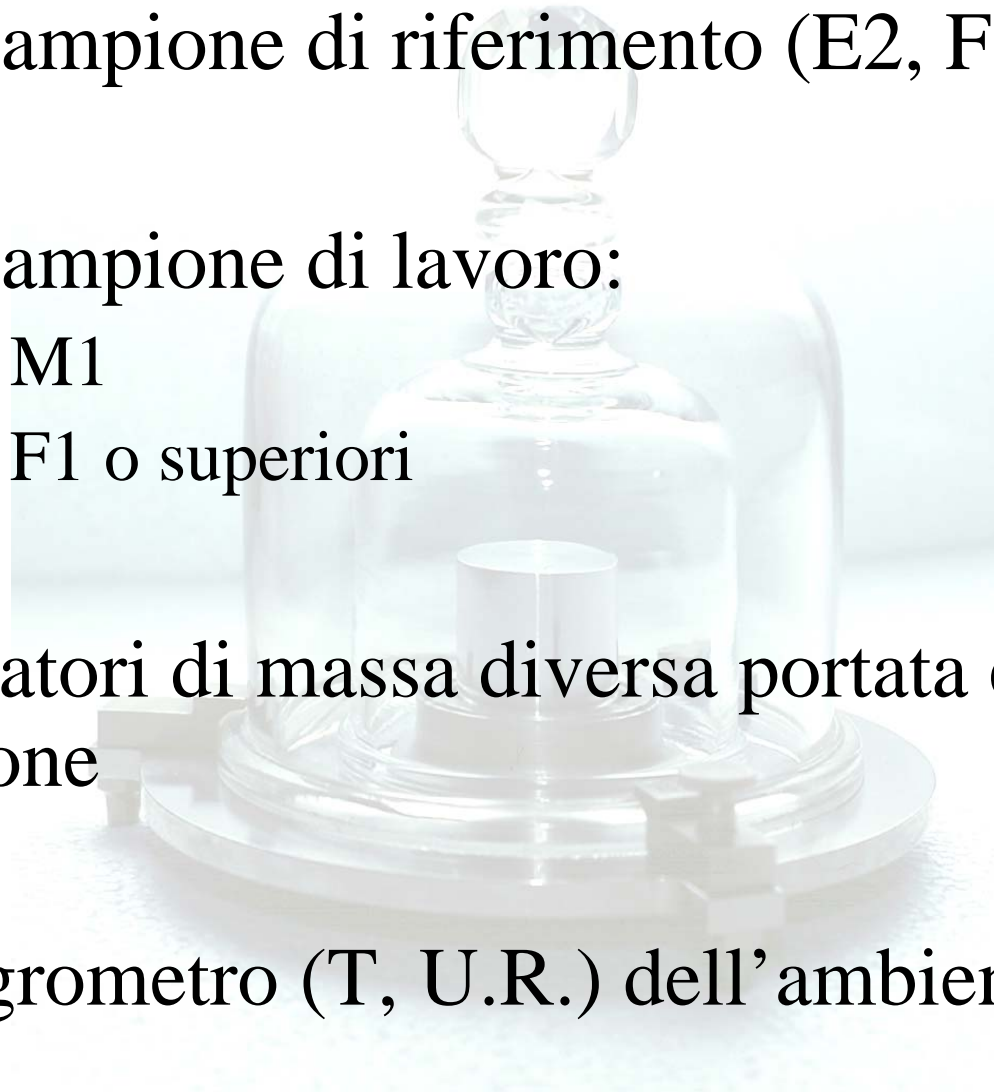 ampione di riferimento (E2, F
ampione di lavoro:
M1
F1 o superiori
atori di massa diversa portata
one
grometro (T, U.R.) dell’ambien